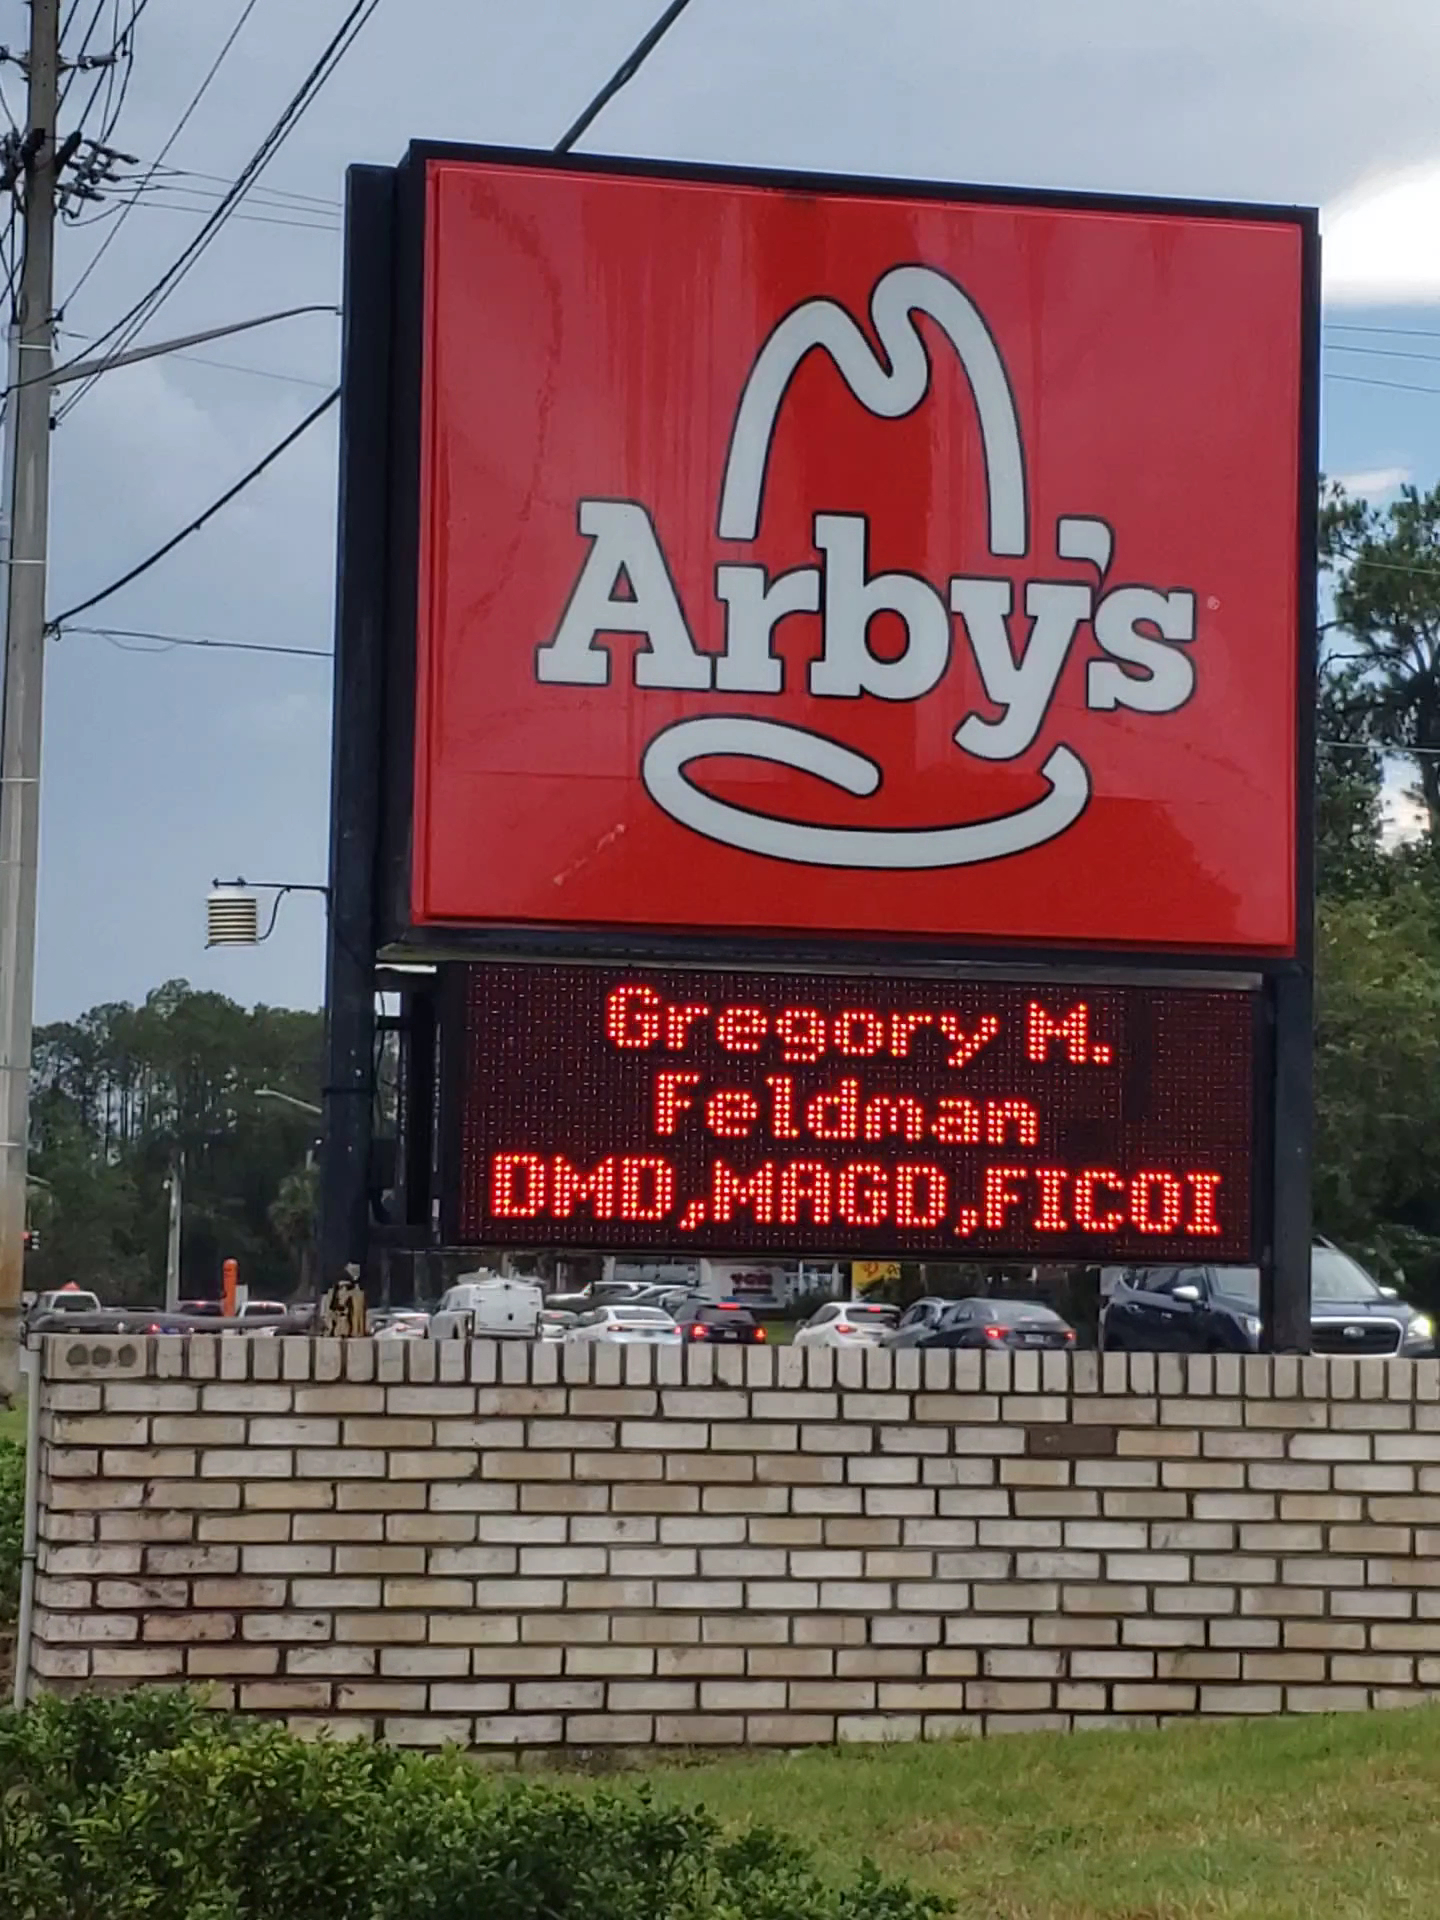 Arby's
Gregory M.
Feldman
DMD,MAGD,FICOI